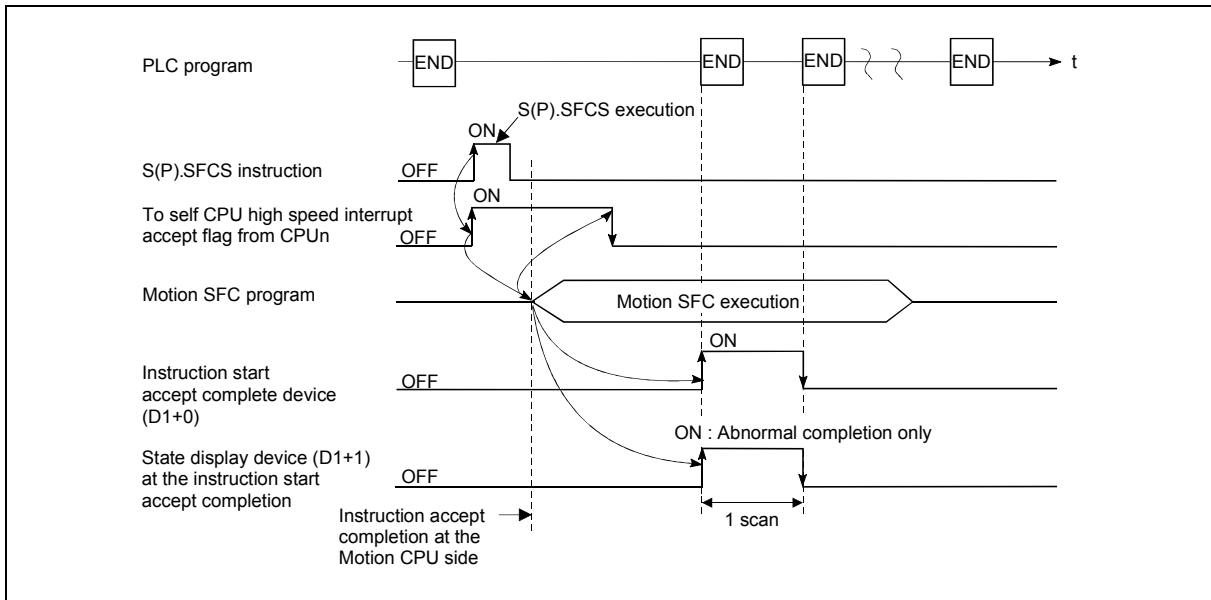 PLC program
END
END
END
END
t
S(P).SFCS execution
ON
S(P).SFCS instruction
OFF
ON
To self CPU high speed interrupt
accept flag from CPUn
OFF
Motion SFC program
Motion SFC execution
ON
Instruction start
accept complete device
(D1+0)
OFF
ON : Abnormal completion only
State display device (D1+1)
at the instruction start
accept completion
OFF
Instruction accept
completion at the
Motion CPU side
1 scan